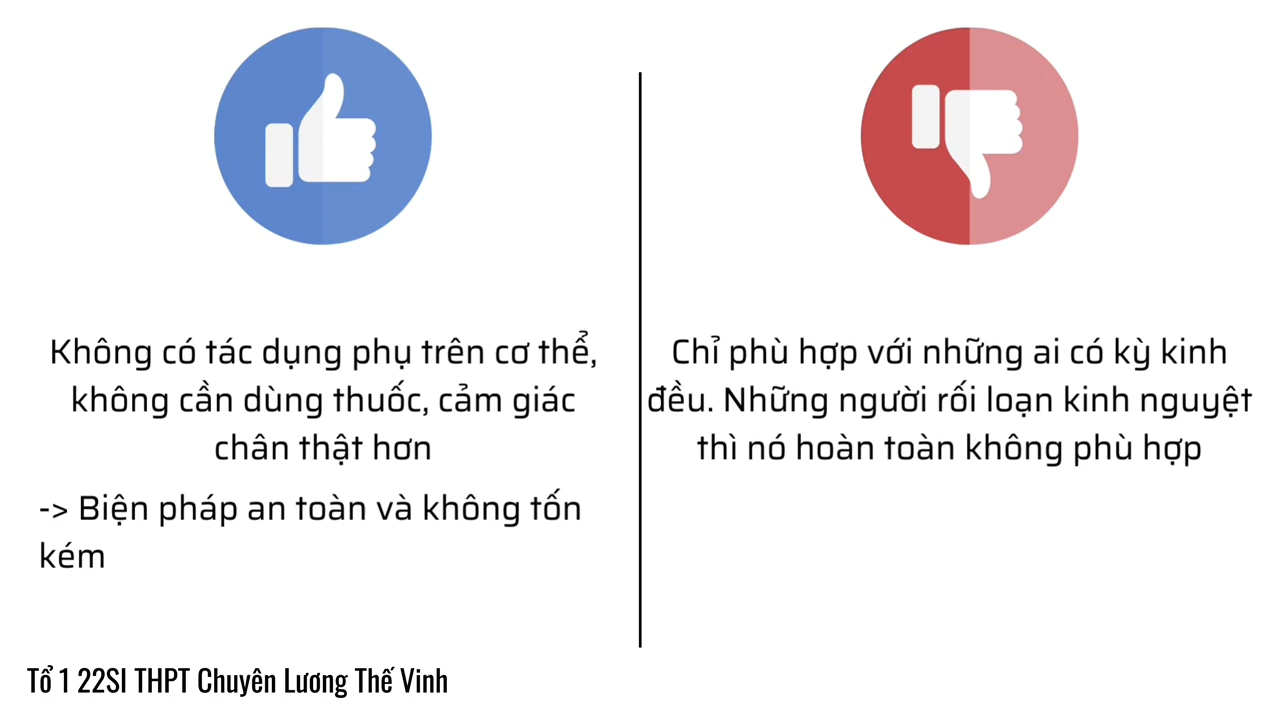 Không có tác dụng phụ trên cơ thể,
không cần dùng thuốc, cảm giác
chân thật hơn
-> Biện pháp an toàn và không tốn
kém
Chỉ phù hợp với những ai có kỳ kinh
đều. Những người rối loạn kinh nguyệt
thì nó hoàn toàn không phù hợp
Tổ 1 22SI THPT Chuyên Lương Thế Vinh